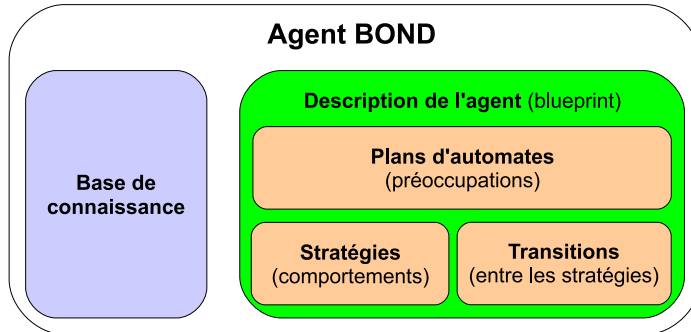 Agent BOND
Base de
connaissance
Description de l'agent (blueprint)
Plans d'automates
(préoccupations)
Stratégies
(comportements)
Transitions
(entre les stratégies)